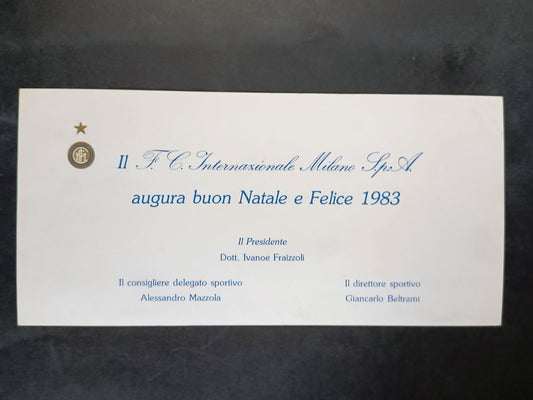 Il F. C. Internazionale Milano S.p.A.
augura buon Natale e Felice 1983
Il Presidente
Dott. Ivanoe Fraizzoli
Il consigliere delegato sportivo
Alessandro Mazzola
Il direttore sportivo
Giancarlo Beltrami